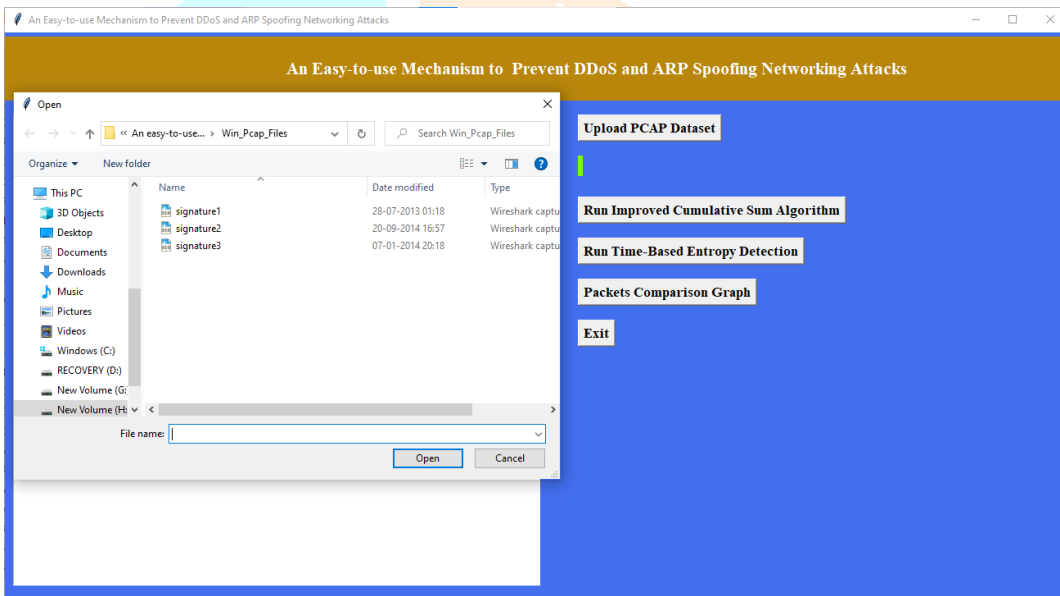 An Easy-to-use Mechanism to Prevent DDoS and ARP Spoofing Networking Attacks
An Easy-to-use Mechanism to Prevent DDoS and ARP Spoofing Networking Attacks
Open
« An easy-to-use... › Win_Pcap_Files
Search Win_Pcap_Files
Organize
New folder
This PC
3D Objects
Desktop
Documents
Downloads
Music
Pictures
Videos
Windows (C:)
RECOVERY (D:)
New Volume (G:
New Volume (H:
Name Date modified Type
signature1 28-07-2013 01:18 Wireshark captu
signature2 20-09-2014 16:57 Wireshark captu
signature3 07-01-2014 20:18 Wireshark captu
File name:
Open Cancel
Upload PCAP Dataset
Run Improved Cumulative Sum Algorithm
Run Time-Based Entropy Detection
Packets Comparison Graph
Exit